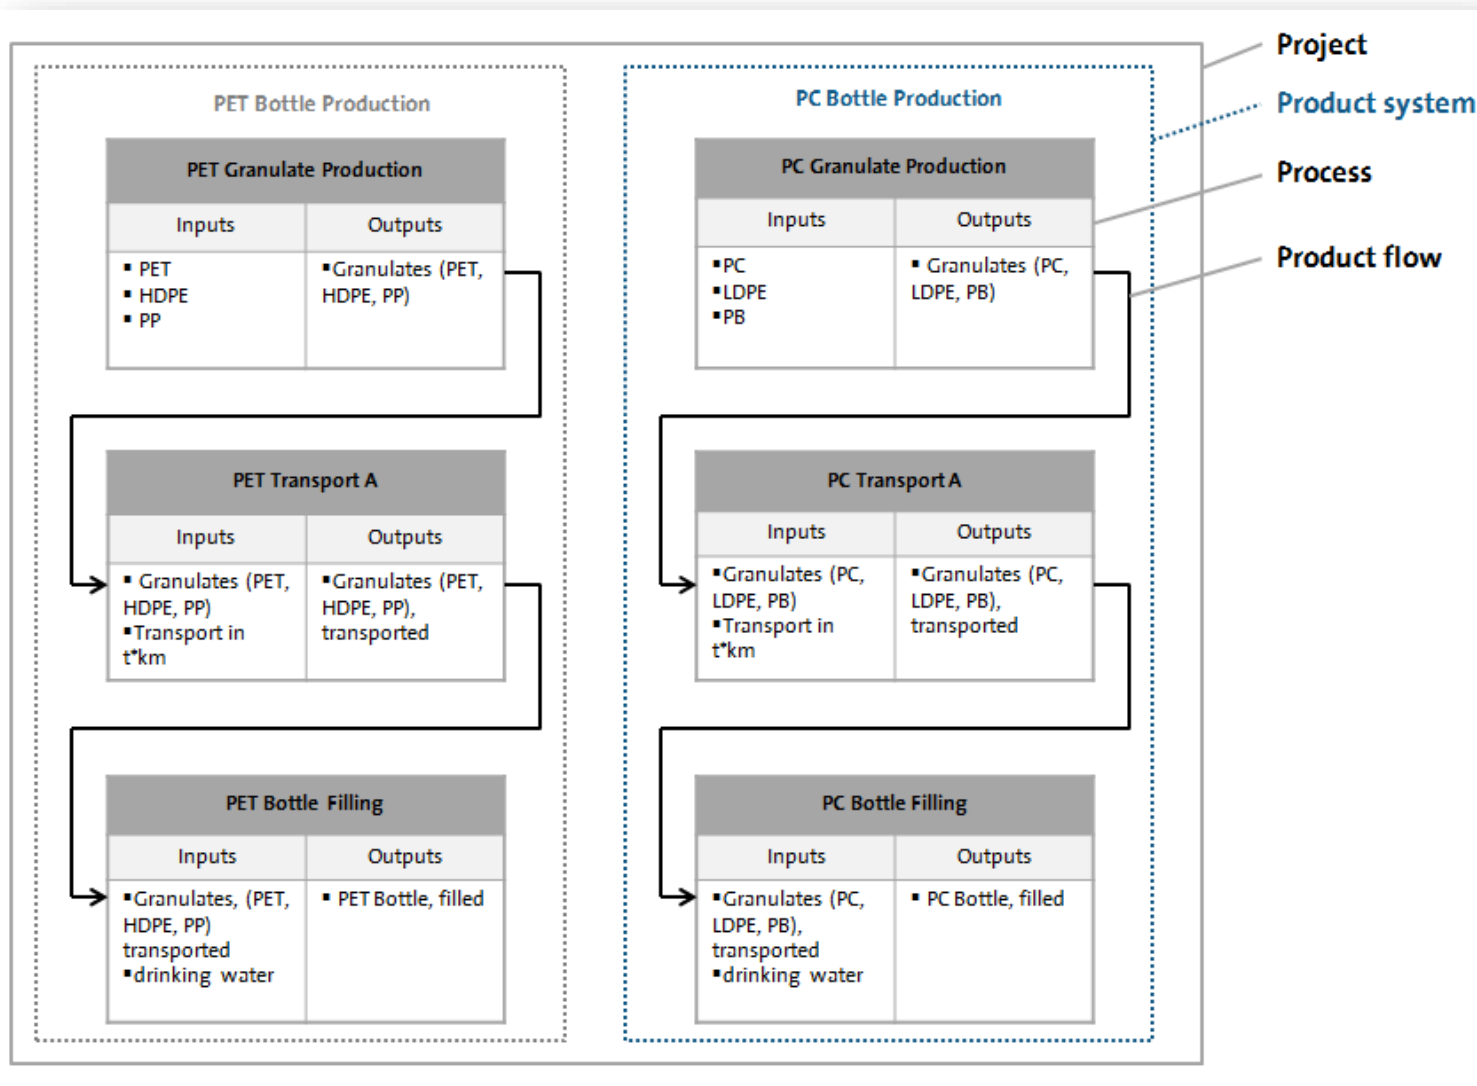 Project
Product system
Process
Product flow
PET Bottle Production
PET Granulate Production
Inputs
Outputs
▪ PET
▪ HDPE
▪ PP
▪Granulates (PET,
HDPE, PP)
PET Transport A
Inputs
Outputs
▪ Granulates (PET,
HDPE, PP)
▪Transport in
t*km
▪Granulates (PET,
HDPE, PP),
transported
PET Bottle Filling
Inputs
Outputs
▪Granulates, (PET,
HDPE, PP)
transported
▪drinking water
▪ PET Bottle, filled
PC Bottle Production
PC Granulate Production
Inputs
Outputs
▪PC
▪LDPE
▪PB
▪ Granulates (PC,
LDPE, PB)
PC Transport A
Inputs
Outputs
▪Granulates (PC,
LDPE, PB)
▪Transport in
t*km
▪Granulates (PC,
LDPE, PB),
transported
PC Bottle Filling
Inputs
Outputs
▪Granulates (PC,
LDPE, PB),
transported
▪drinking water
▪ PC Bottle, filled